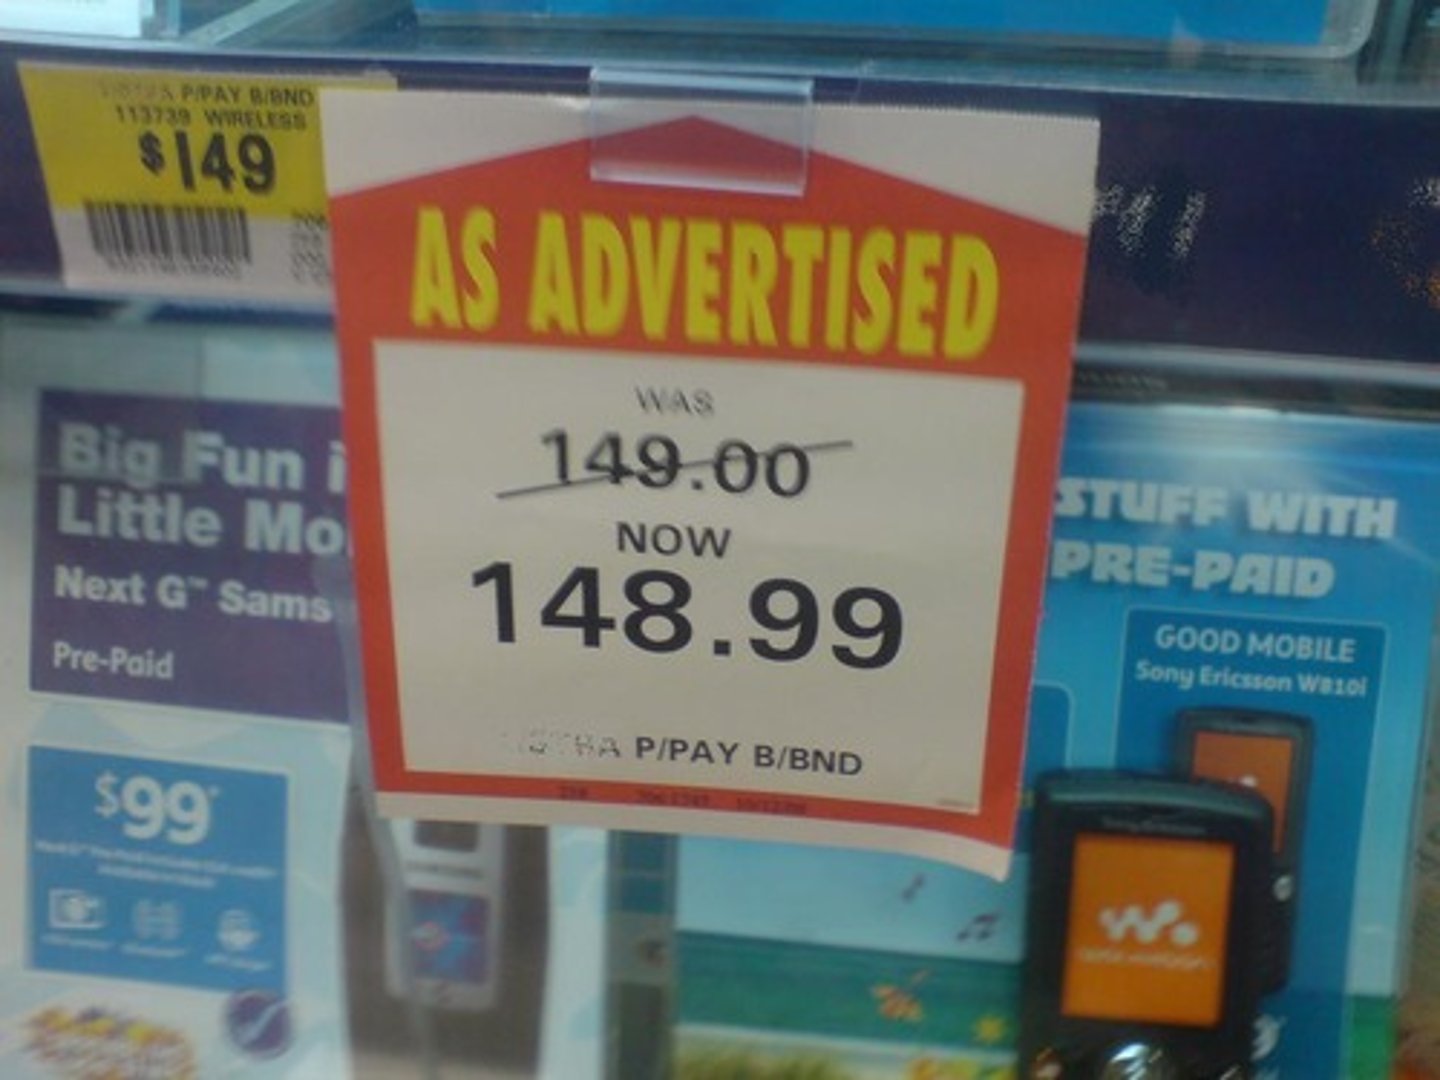 P/PAY B/BND
113739 WIRELESS
$149
AS ADVERTISED
WAS
149.00
NOW
148.99
P/PAY B/BND
Big Fun
Little
Next G™ Sams
Pre-Paid
$99
STUFF WITH
PRE-PAID
GOOD MOBILE
Sony Ericsson W810i